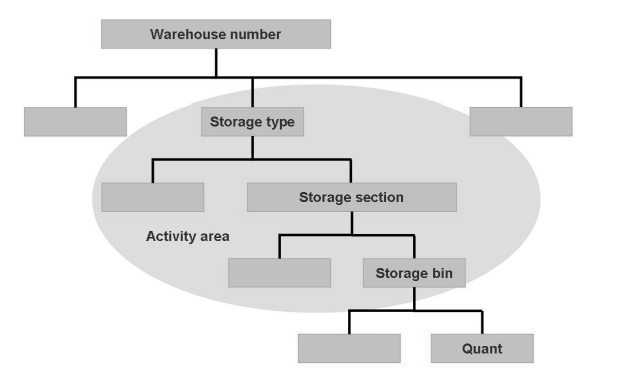 Warehouse number
Storage type
Storage section
Activity area
Storage bin
Quant